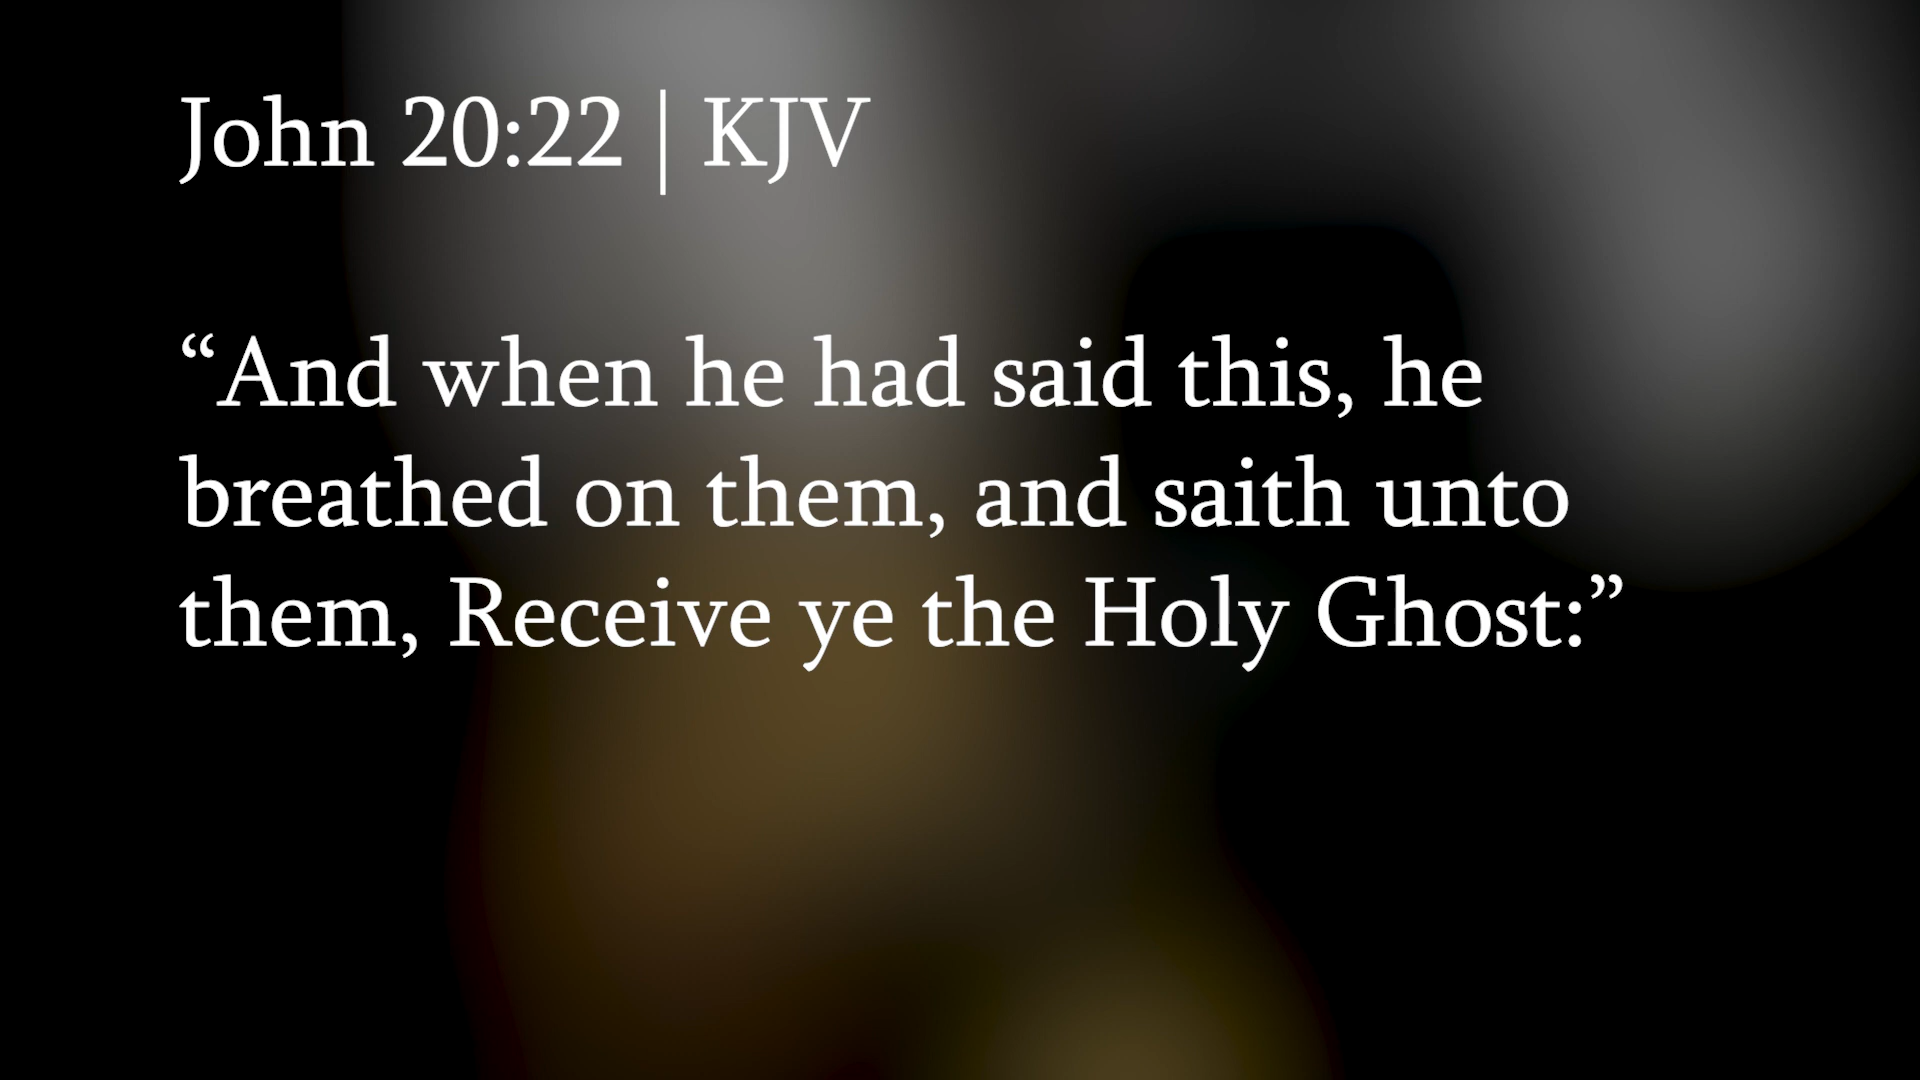 John 20:22 | KJV
“And when he had said this, he
breathed on them, and saith unto
them, Receive ye the Holy Ghost:”